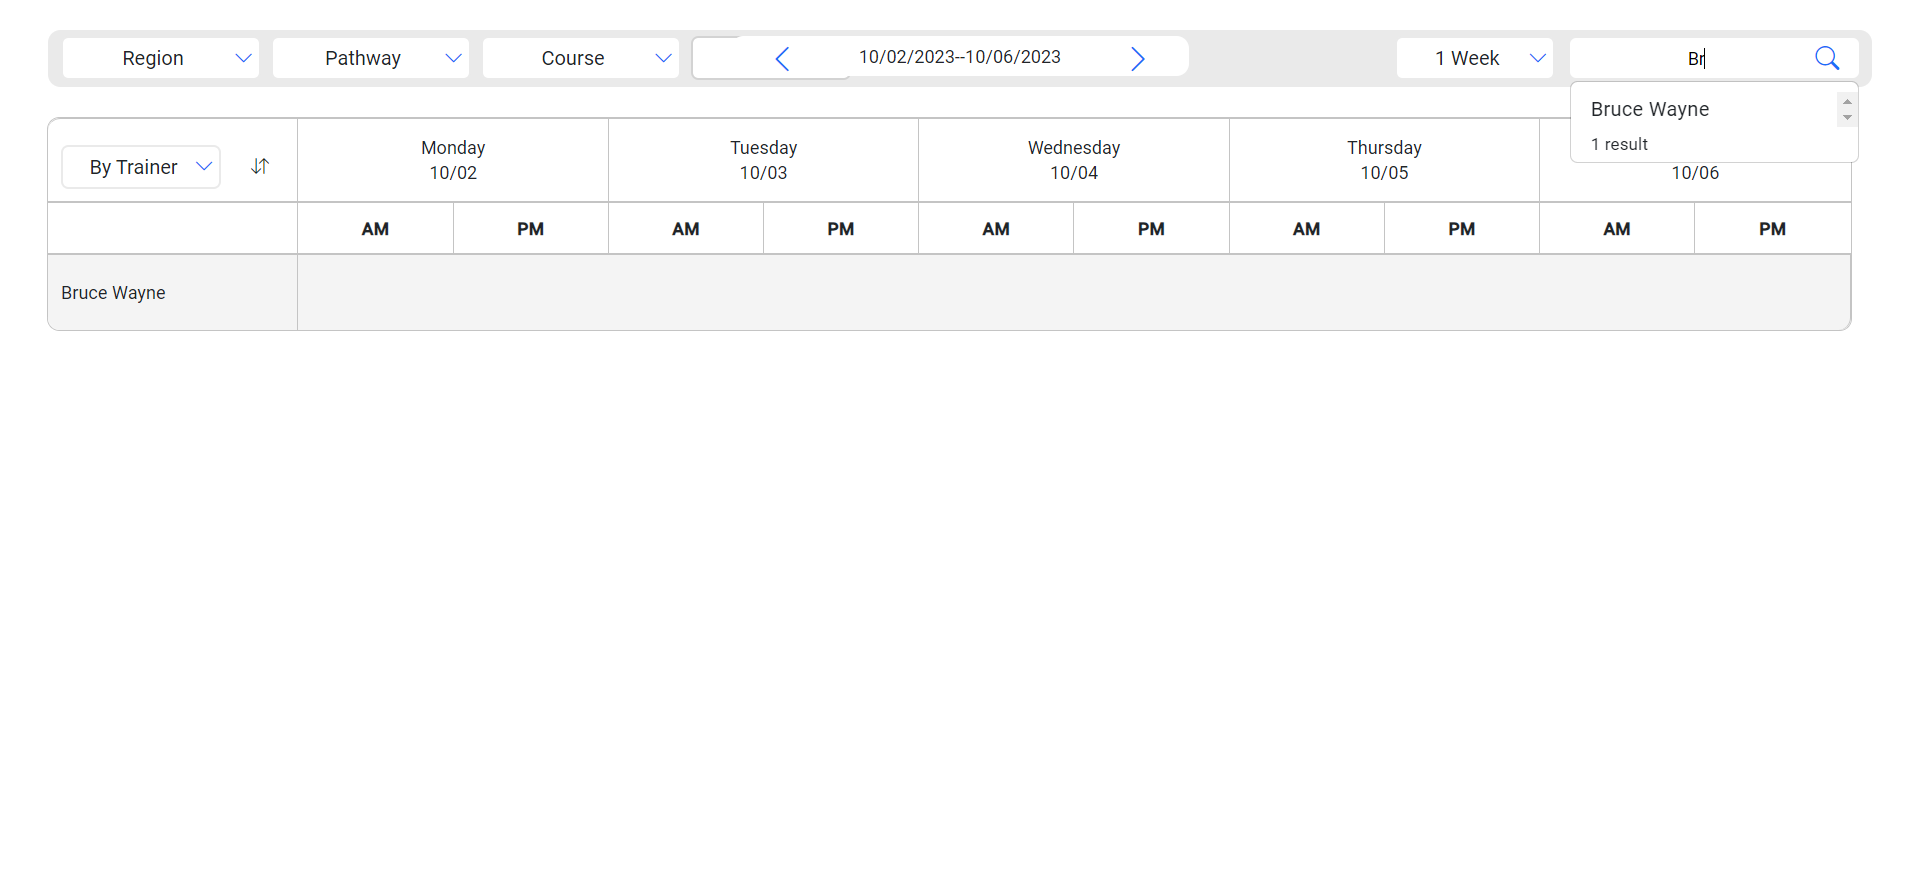 Region
Pathway
Course
10/02/2023--10/06/2023
1 Week
Br
Bruce Wayne
1 result
By Trainer
Monday
10/02
Tuesday
10/03
Wednesday
10/04
Thursday
10/05
10/06
AM PM AM PM AM PM AM PM AM PM
Bruce Wayne